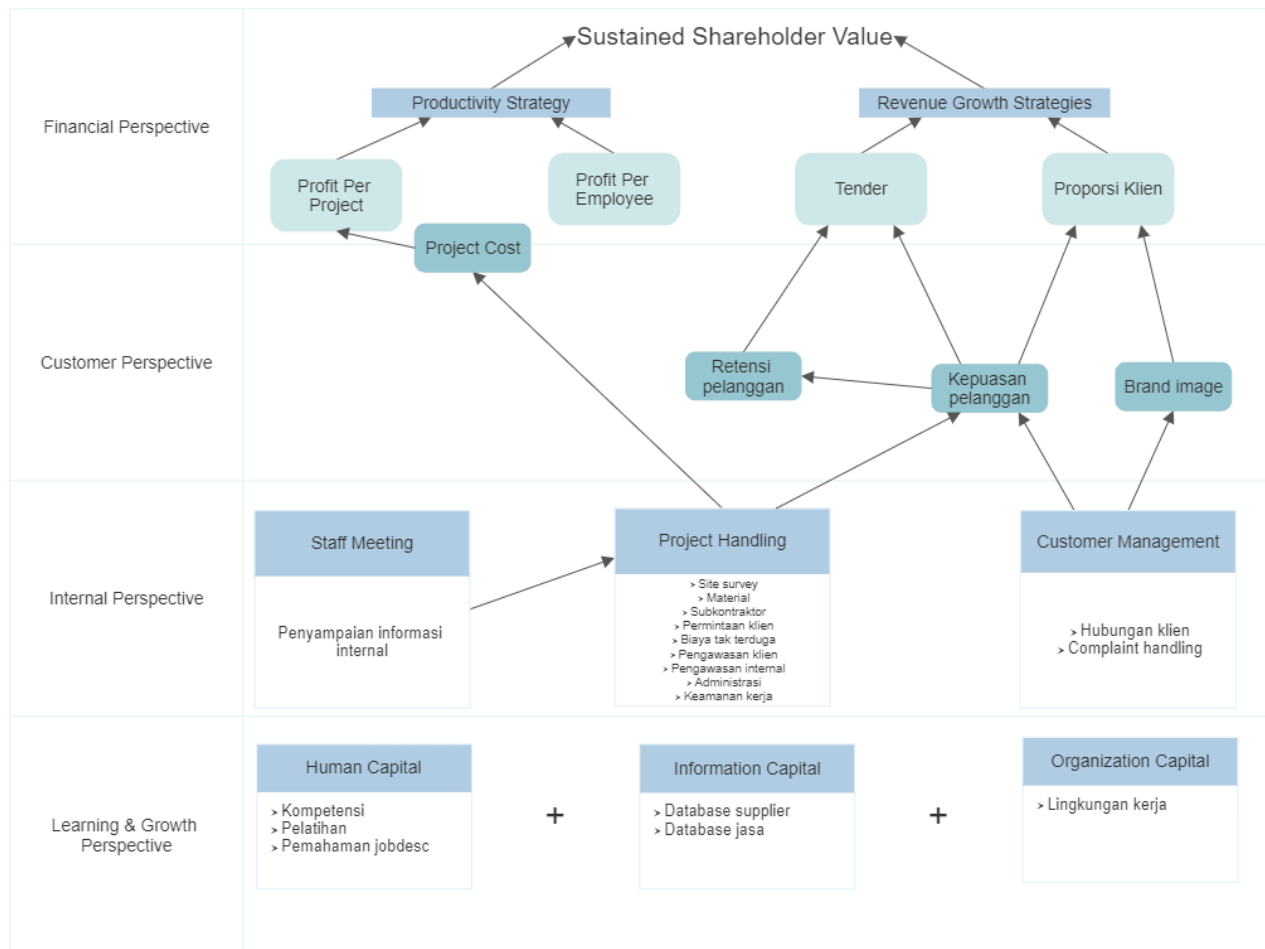 Sustained Shareholder Value
Financial Perspective
Productivity Strategy
Revenue Growth Strategies
Profit Per
Project
Profit Per
Employee
Tender
Proporsi Klien
Project Cost
Customer Perspective
Retensi
pelanggan
Kepuasan
pelanggan
Brand image
Internal Perspective
Staff Meeting
Penyampaian informasi
internal
Project Handling
➤ Site survey
➤ Material
➤ Subkontraktor
➤ Permintaan klien
➤ Biaya tak terduga
➤ Pengawasan klien
➤ Pengawasan internal
➤ Administrasi
➤ Keamanan kerja
Customer Management
➤ Hubungan klien
➤ Complaint handling
Learning & Growth
Perspective
Human Capital
➤ Kompetensi
➤ Pelatihan
➤ Pemahaman jobdesc
+
Information Capital
➤ Database supplier
➤ Database jasa
+
Organization Capital
➤ Lingkungan kerja